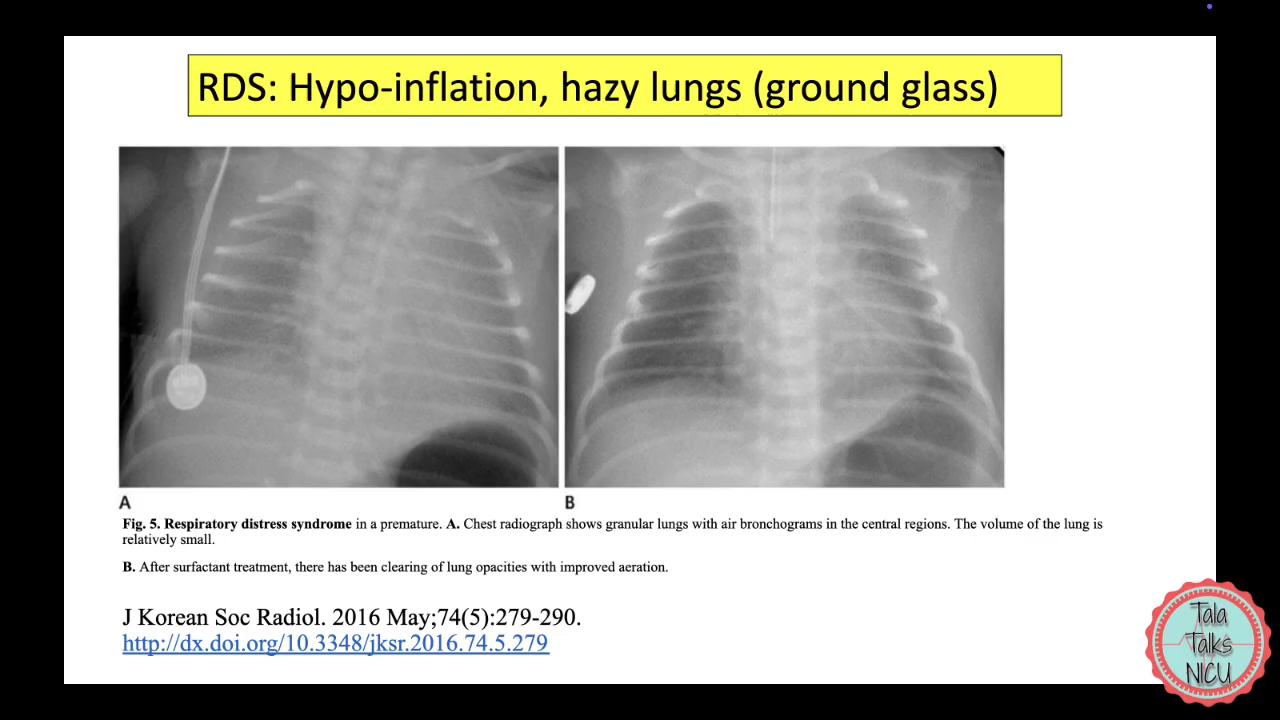 RDS: Hypo-inflation, hazy lungs (ground glass)
A
B
Fig. 5. Respiratory distress syndrome in a premature. A. Chest radiograph shows granular lungs with air bronchograms in the central regions. The volume of the lung is
relatively small.
B. After surfactant treatment, there has been clearing of lung opacities with improved aeration.
J Korean Soc Radiol. 2016 May;74(5):279-290.
http://dx.doi.org/10.3348/jksr.2016.74.5.279
Tala
Talks
NICU